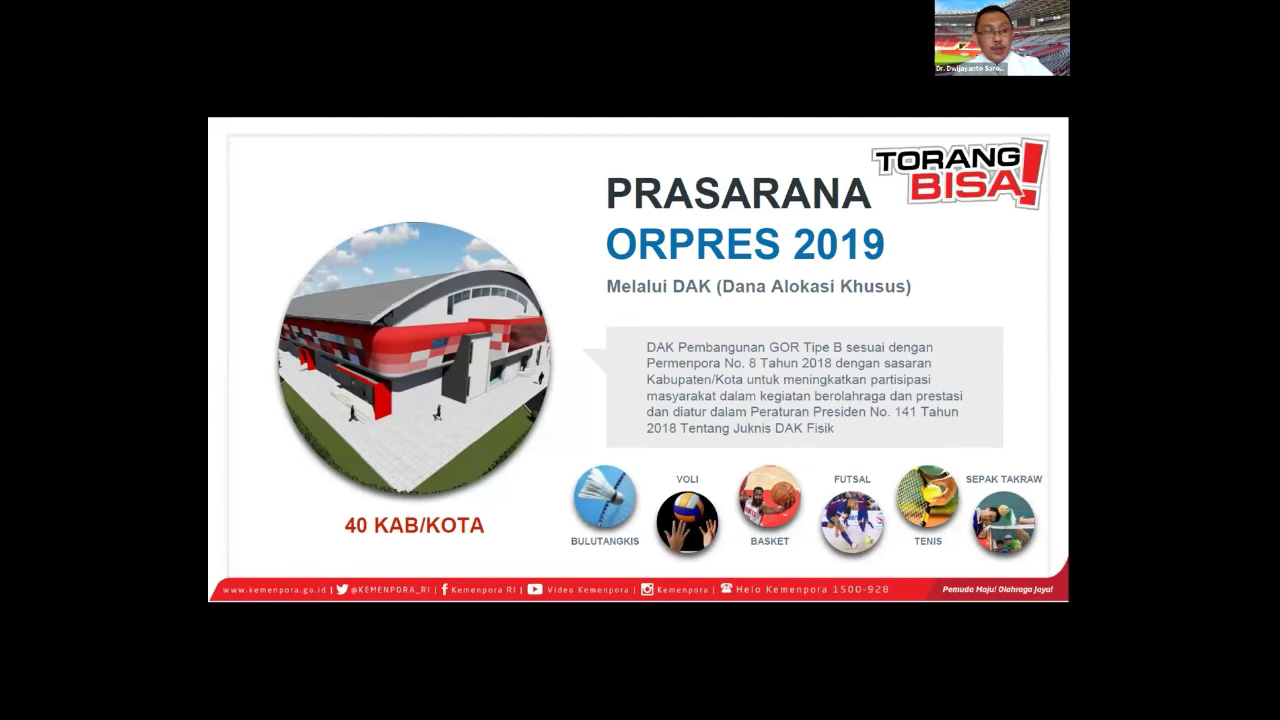 Dr. Dwijayanto Saro...
TORANG
BISA!
PRASARANA
ORPRES 2019
Melalui DAK (Dana Alokasi Khusus)
DAK Pembangunan GOR Tipe B sesuai dengan
Permenpora No. 8 Tahun 2018 dengan sasaran
Kabupaten/Kota untuk meningkatkan partisipasi
masyarakat dalam kegiatan berolahraga dan prestasi
dan diatur dalam Peraturan Presiden No. 141 Tahun
2018 Tentang Juknis DAK Fisik
40 KAB/KOTA
BULUTANGKIS
VOLI
BASKET
FUTSAL
TENIS
SEPAK TAKRAW
www.kemenpora.go.id | @KEMENPORA_RI | Kemenpora RI | Video Kemenpora | Kemenpora | Helo Kemenpora 1500-928
Pemuda Maju! Olahraga Jaya!